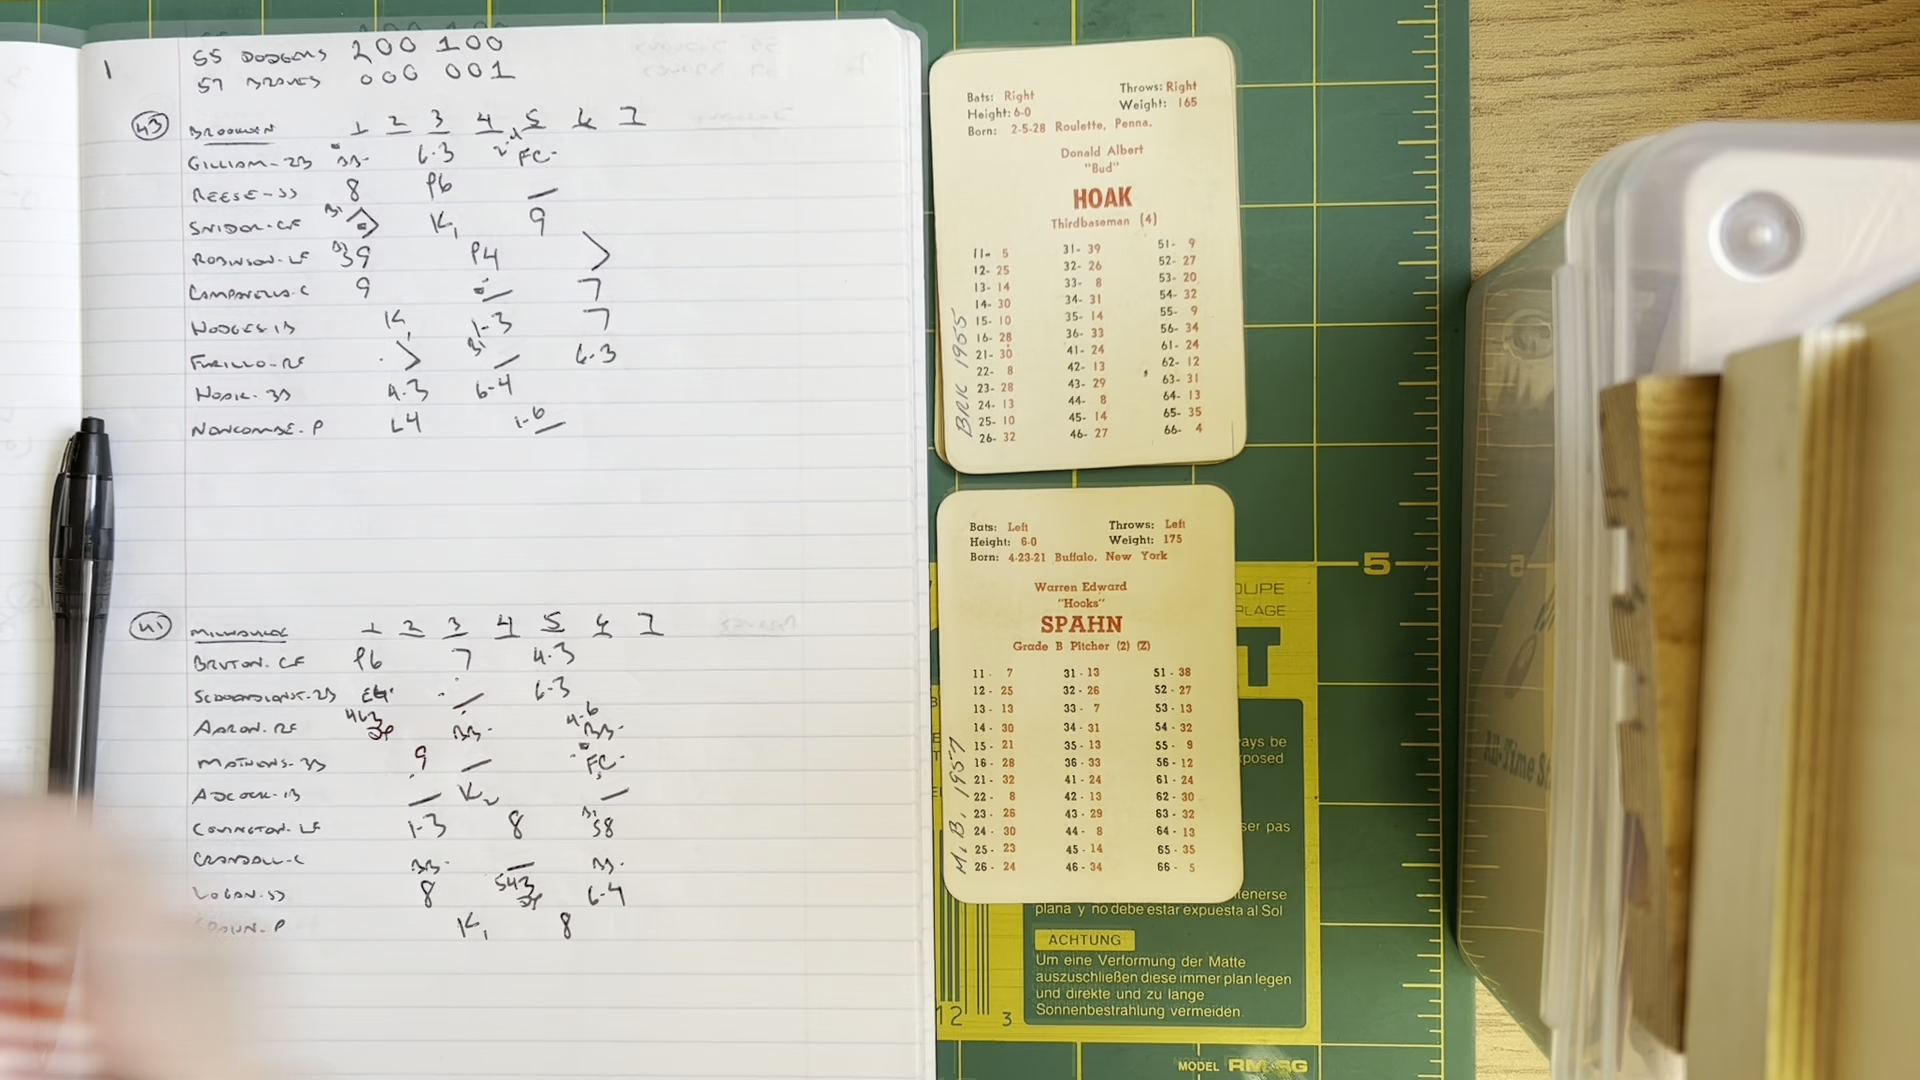 1
55 DODGERS 200 100
57 BRAVES 000 001
43 BROOKLYN 1 2 3 4 5 6 7
GILLIAM-2B BB- 6-3 FC-
REESE-SS 8 P6 —
SNIDER-CF K, 9
ROBINSON-LF 39 P4 >
CAMPANELLA-C 9 — 7
HODGES-1B K, 1-3 7
FURILLO-RF > — 6-3
HOAK-3B 4-3 6-4
NEWCOMBE-P L4 1-6
41 MILWAUKEE 1 2 3 4 5 6 7
BRUTON-CF P6 7 4-3
SCHOENDIENST-2B E4 — 6-3
AARON-RF 463 BB- 4-6 BB-
MATHEWS-3B 9 — FC-
ADCOCK-1B — K2 —
COVINGTON-LF 1-3 8 58
CRANDALL-C BB- — BB-
LOGAN-SS 8 543 6-4
K, 8
Bats: Right Throws: Right
Height: 6-0 Weight: 165
Born: 2-5-28 Roulette, Penna.
Donald Albert
"Bud"
HOAK
Thirdbaseman (4)
11- 5 31- 39 51- 9
12- 25 32- 26 52- 27
13- 14 33- 8 53- 20
14- 30 34- 31 54- 32
15- 10 35- 14 55- 9
16- 28 36- 33 56- 34
21- 30 41- 24 61- 24
22- 8 42- 13 62- 12
23- 28 43- 29 63- 31
24- 13 44- 8 64- 13
25- 10 45- 14 65- 35
26- 32 46- 27 66- 4
BRK 1955
Bats: Left Throws: Left
Height: 6-0 Weight: 175
Born: 4-23-21 Buffalo, New York
Warren Edward
"Hooks"
SPAHN
Grade B Pitcher (2) (Z)
11- 7 31- 13 51- 38
12- 25 32- 26 52- 27
13- 13 33- 7 53- 13
14- 30 34- 31 54- 32
15- 21 35- 13 55- 9
16- 28 36- 33 56- 12
21- 32 41- 24 61- 24
22- 8 42- 13 62- 30
23- 26 43- 29 63- 32
24- 30 44- 8 64- 13
25- 23 45- 14 65- 35
26- 24 46- 34 66- 5
MIL 1957
5
plana y no debe estar expuesta al Sol
ACHTUNG
Um eine Verformung der Matte
auszuschließen diese immer plan legen
und direkte und zu lange
Sonnenbestrahlung vermeiden.
12 3
MODEL